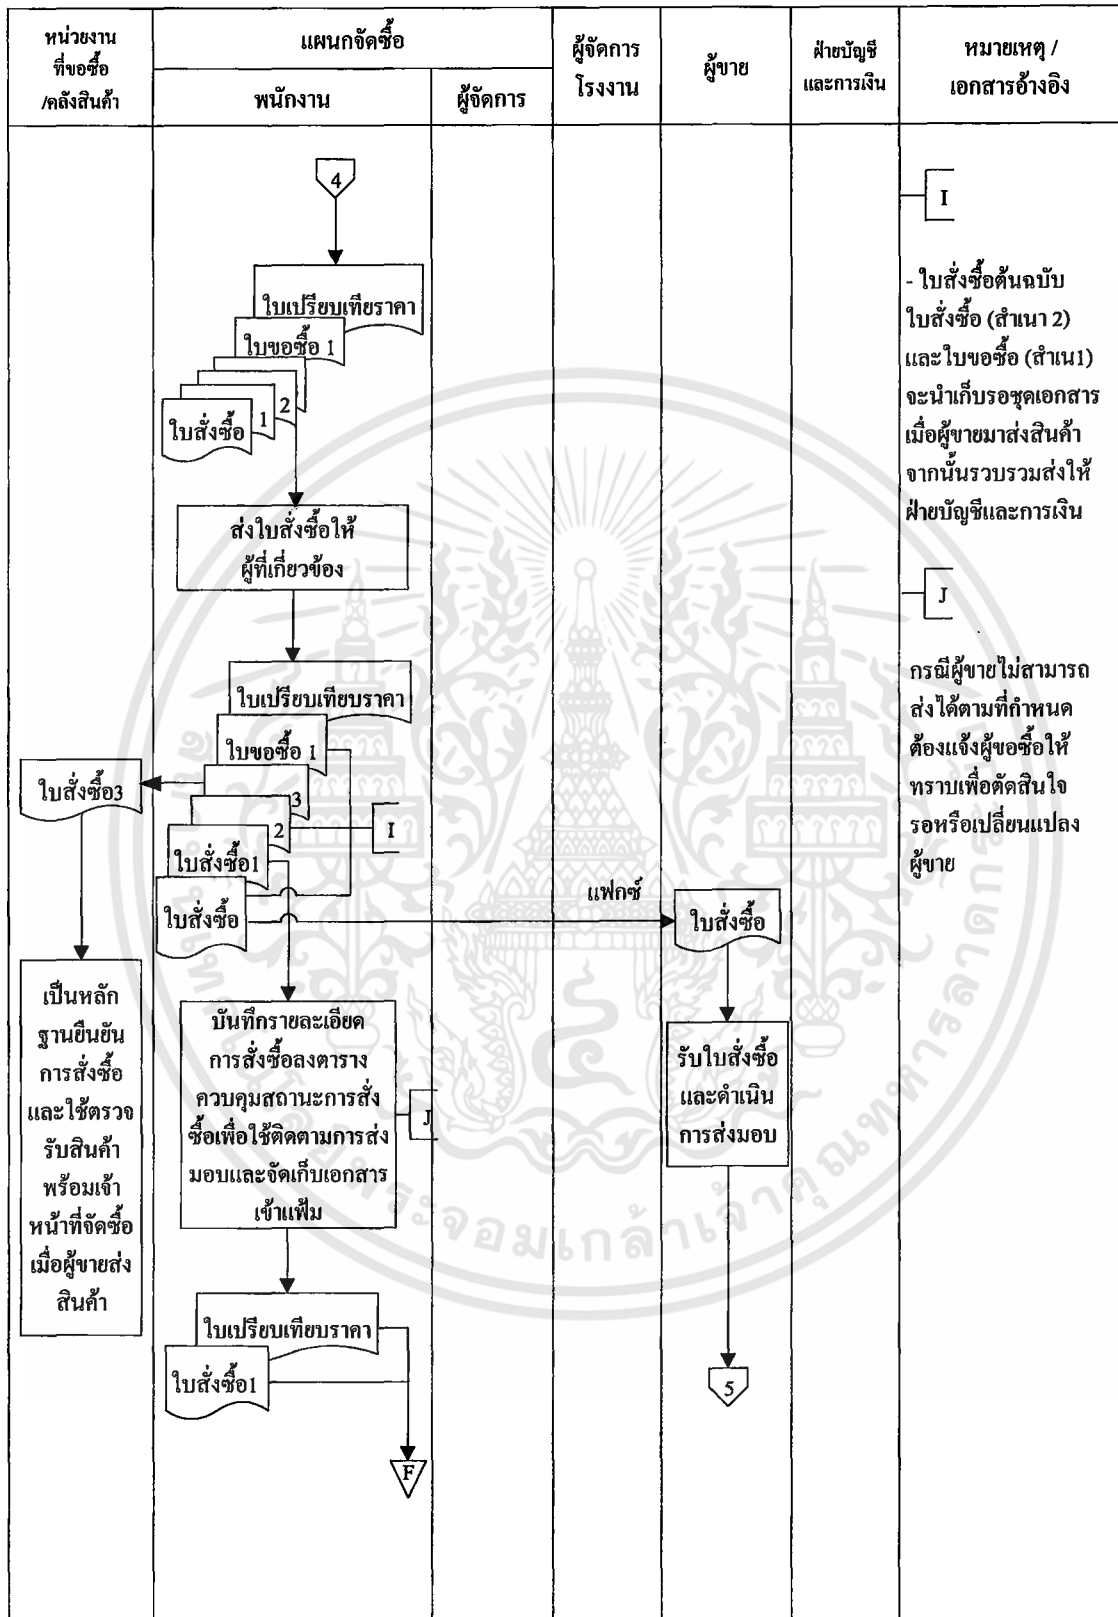 หน่วยงาน
ที่ขอซื้อ
/คลังสินค้า
แผนกจัดซื้อ
พนักงาน
ผู้จัดการ
ผู้จัดการ
โรงงาน
ผู้ขาย
ฝ่ายบัญชี
และการเงิน
หมายเหตุ /
เอกสารอ้างอิง
4
ใบเปรียบเทียราคา
ใบขอซื้อ 1
2
1
ใบสั่งซื้อ
ส่งใบสั่งซื้อให้
ผู้ที่เกี่ยวข้อง
ใบเปรียบเทียบราคา
ใบขอซื้อ 1
3
2
I
ใบสั่งซื้อ1
ใบสั่งซื้อ
ใบสั่งซื้อ3
เป็นหลัก
ฐานยืนยัน
การสั่งซื้อ
และใช้ตรวจ
รับสินค้า
พร้อมเจ้า
หน้าที่จัดซื้อ
เมื่อผู้ขายส่ง
สินค้า
แฟกซ์
ใบสั่งซื้อ
บันทึกรายละเอียด
การสั่งซื้อลงตาราง
ควบคุมสถานะการสั่ง
ซื้อเพื่อใช้ติดตามการส่ง
มอบและจัดเก็บเอกสาร
เข้าแฟ้ม
J
รับใบสั่งซื้อ
และดำเนิน
การส่งมอบ
ใบเปรียบเทียบราคา
ใบสั่งซื้อ1
F
5
I
- ใบสั่งซื้อต้นฉบับ
ใบสั่งซื้อ (สำเนา 2)
และใบขอซื้อ (สำเน1)
จะนำเก็บรอชุดเอกสาร
เมื่อผู้ขายมาส่งสินค้า
จากนั้นรวบรวมส่งให้
ฝ่ายบัญชีและการเงิน
J
กรณีผู้ขายไม่สามารถ
ส่งได้ตามที่กำหนด
ต้องแจ้งผู้ขอซื้อให้
ทราบเพื่อตัดสินใจ
รอหรือเปลี่ยนแปลง
ผู้ขาย